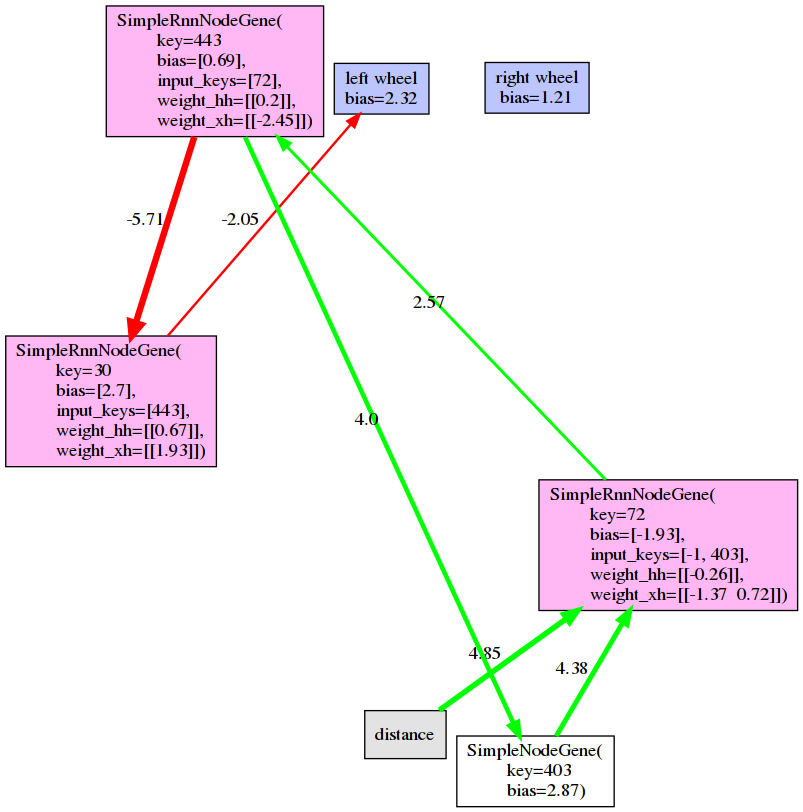 SimpleRnnNodeGene(
key=443
bias=[0.69],
input_keys=[72],
weight_hh=[[0.2]],
weight_xh=[[-2.45]])
left wheel
bias=2.32
right wheel
bias=1.21
-5.71
-2.05
2.57
SimpleRnnNodeGene(
key=30
bias=[2.7],
input_keys=[443],
weight_hh=[[0.67]],
weight_xh=[[1.93]])
4.0
SimpleRnnNodeGene(
key=72
bias=[-1.93],
input_keys=[-1, 403],
weight_hh=[[-0.26]],
weight_xh=[[-1.37  0.72]])
4.85
4.38
distance
SimpleNodeGene(
key=403
bias=2.87)